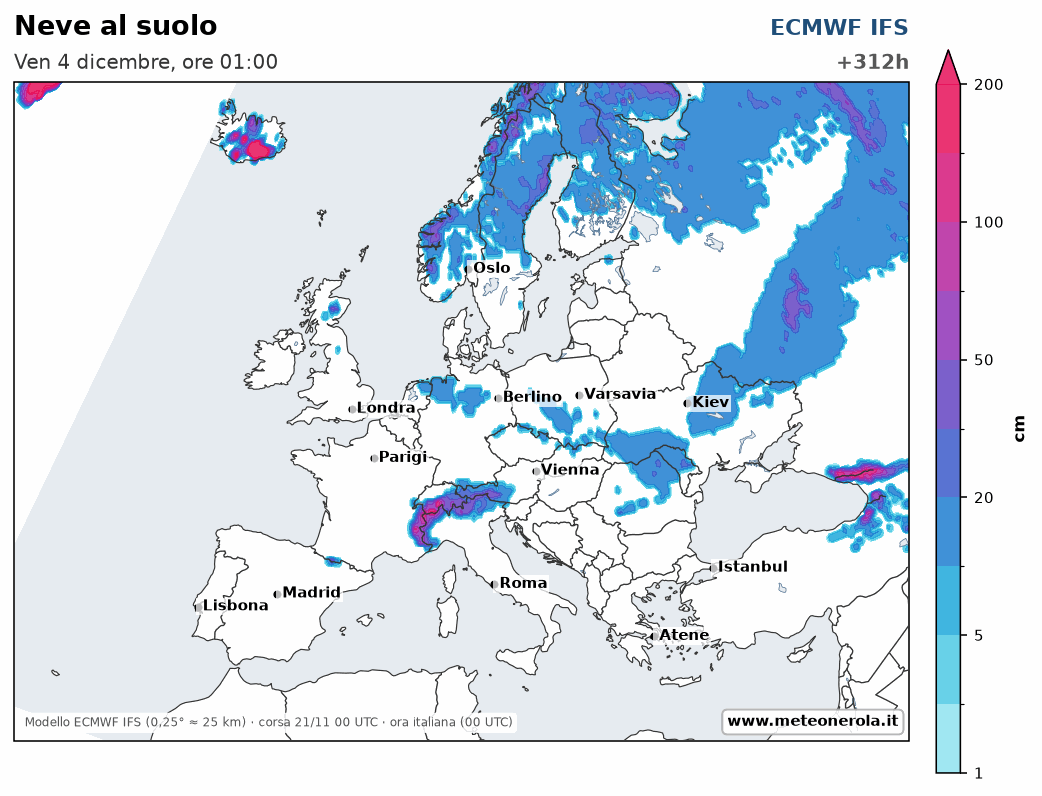 Neve al suolo
ECMWF IFS
Ven 4 dicembre, ore 01:00
+312h
200
100
50
20
5
1
cm
Oslo
Berlino
Varsavia
Kiev
Londra
Parigi
Vienna
Istanbul
Roma
Madrid
Lisbona
Atene
Modello ECMWF IFS (0,25° ≈ 25 km) · corsa 21/11 00 UTC · ora italiana (00 UTC)
www.meteonerola.it